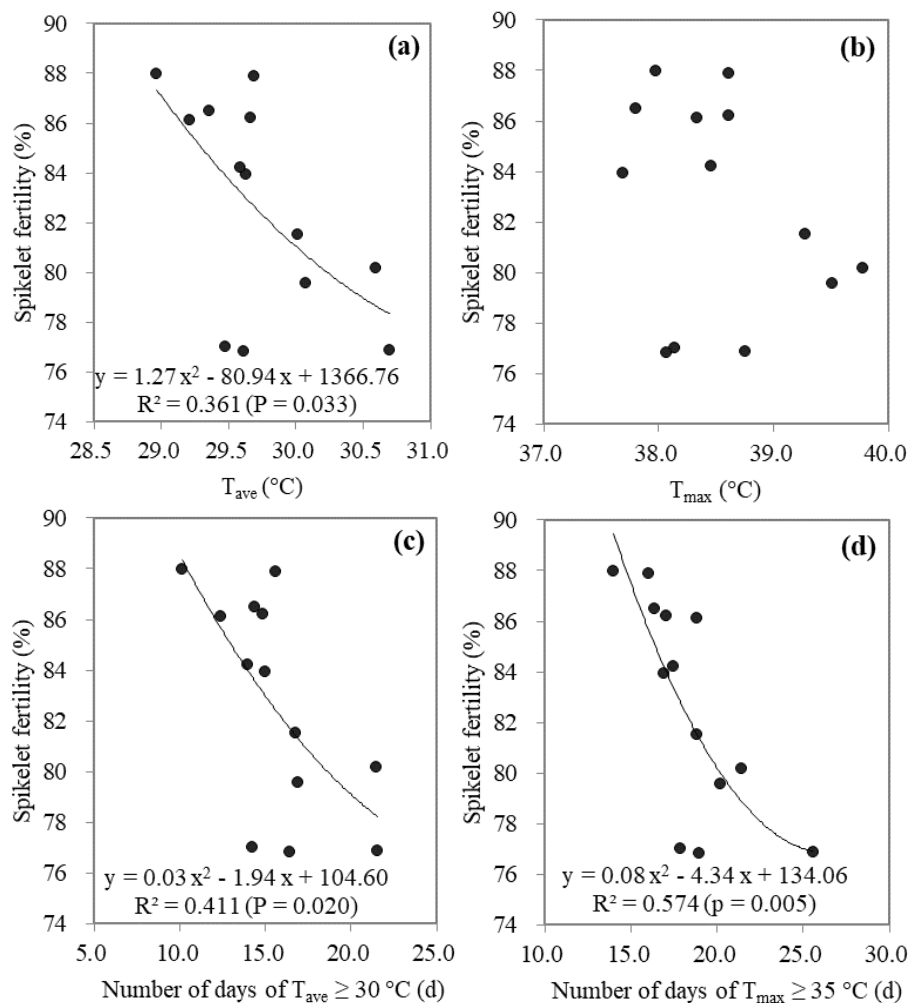 90
88
86
84
82
80
78
76
74
Spikelet fertility (%)
(a)
y = 1.27 x² - 80.94 x + 1366.76
R² = 0.361 (P = 0.033)
28.5 29.0 29.5 30.0 30.5 31.0
T_ave (°C)
90
88
86
84
82
80
78
76
74
Spikelet fertility (%)
(b)
37.0 38.0 39.0 40.0
T_max (°C)
90
88
86
84
82
80
78
76
74
Spikelet fertility (%)
(c)
y = 0.03 x² - 1.94 x + 104.60
R² = 0.411 (P = 0.020)
5.0 10.0 15.0 20.0 25.0
Number of days of T_ave ≥ 30 °C (d)
90
88
86
84
82
80
78
76
74
Spikelet fertility (%)
(d)
y = 0.08 x² - 4.34 x + 134.06
R² = 0.574 (p = 0.005)
10.0 15.0 20.0 25.0 30.0
Number of days of T_max ≥ 35 °C (d)